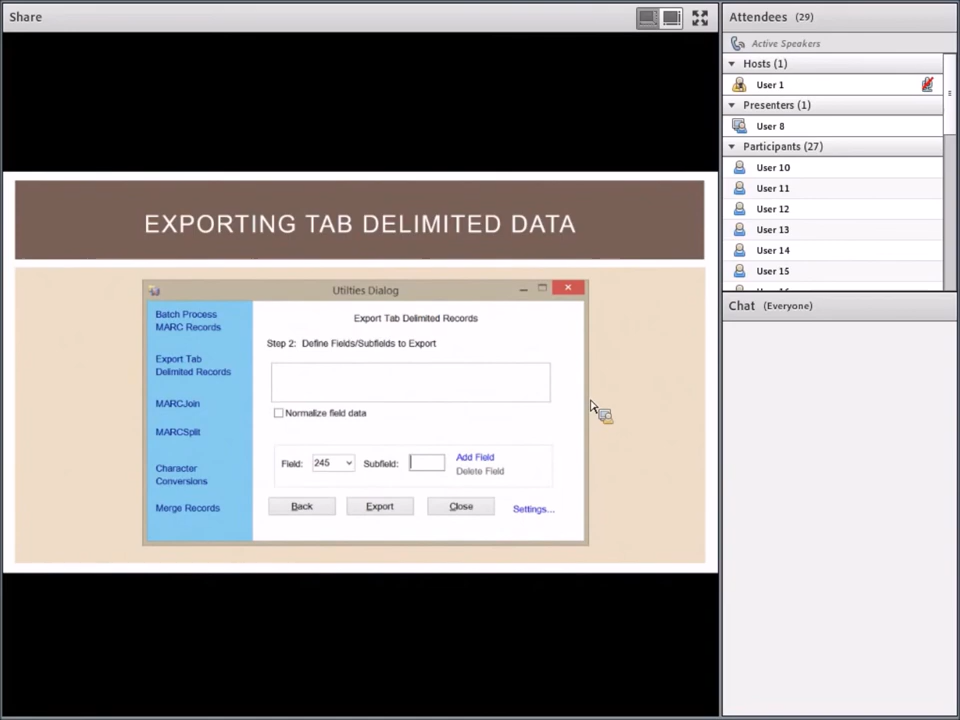 Share
EXPORTING TAB DELIMITED DATA
Utilties Dialog
Batch Process
MARC Records
Export Tab
Delimited Records
MARCJoin
MARCSplit
Character
Conversions
Merge Records
Export Tab Delimited Records
Step 2: Define Fields/Subfields to Export
Normalize field data
Field: 245 Subfield:
Add Field
Delete Field
Back Export Close Settings...
Attendees (29)
Active Speakers
Hosts (1)
User 1
Presenters (1)
User 8
Participants (27)
User 10
User 11
User 12
User 13
User 14
User 15
Chat (Everyone)